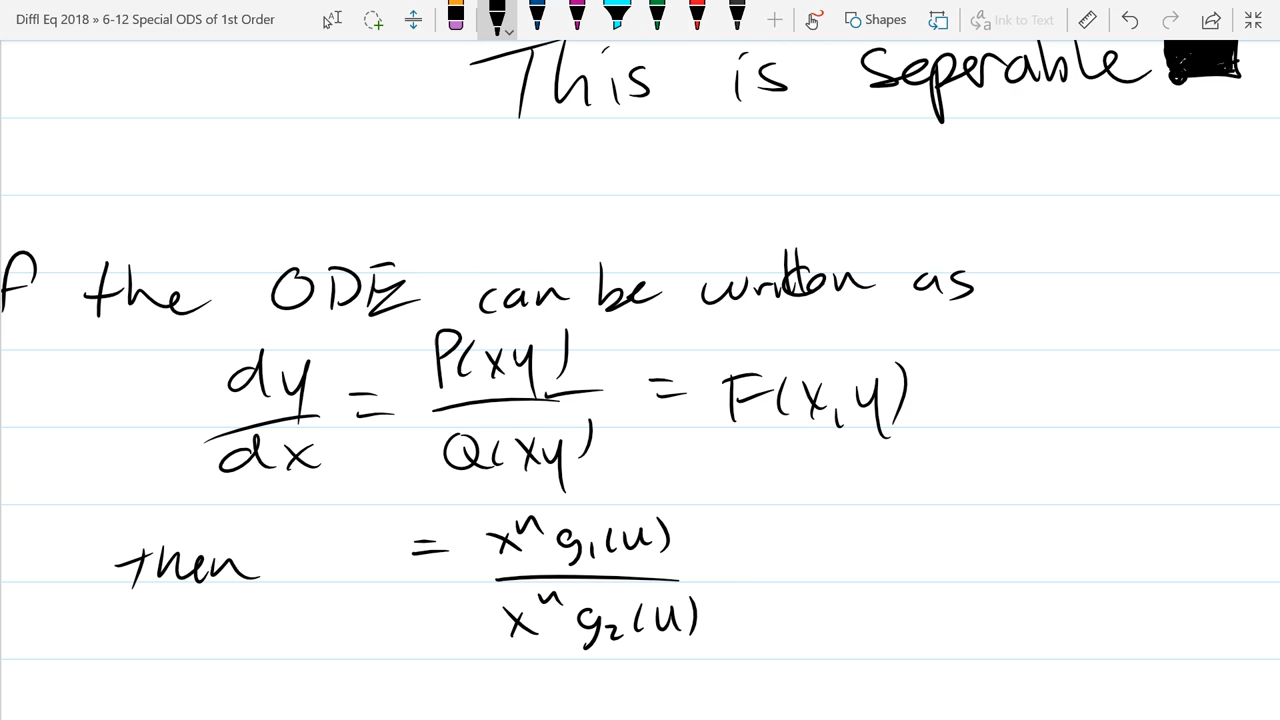 Diffl Eq 2018 » 6-12 Special ODS of 1st Order
Shapes
Ink to Text
This is seperable
f the ODE can be written as
dy/dx = P(xy)/Q(xy) = F(x,y)
then = x^n g₁(u)/x^n g₂(u)